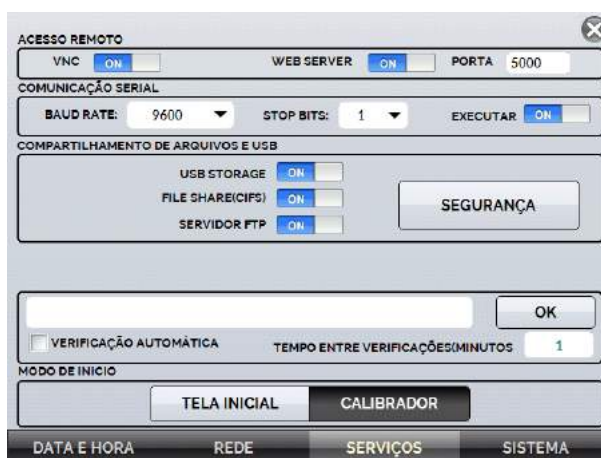 ACESSO REMOTO
VNC ON WEB SERVER ON PORTA 5000
COMUNICAÇÃO SERIAL
BAUD RATE: 9600 STOP BITS: 1 EXECUTAR ON
COMPARTILHAMENTO DE ARQUIVOS E USB
USB STORAGE ON
FILE SHARE(CIFS) ON
SEGURANÇA
SERVIDOR FTP ON
OK
VERIFICAÇÃO AUTOMÁTICA TEMPO ENTRE VERIFICAÇÕES(MINUTOS 1
MODO DE INICIO
TELA INICIAL CALIBRADOR
DATA E HORA REDE SERVIÇOS SISTEMA